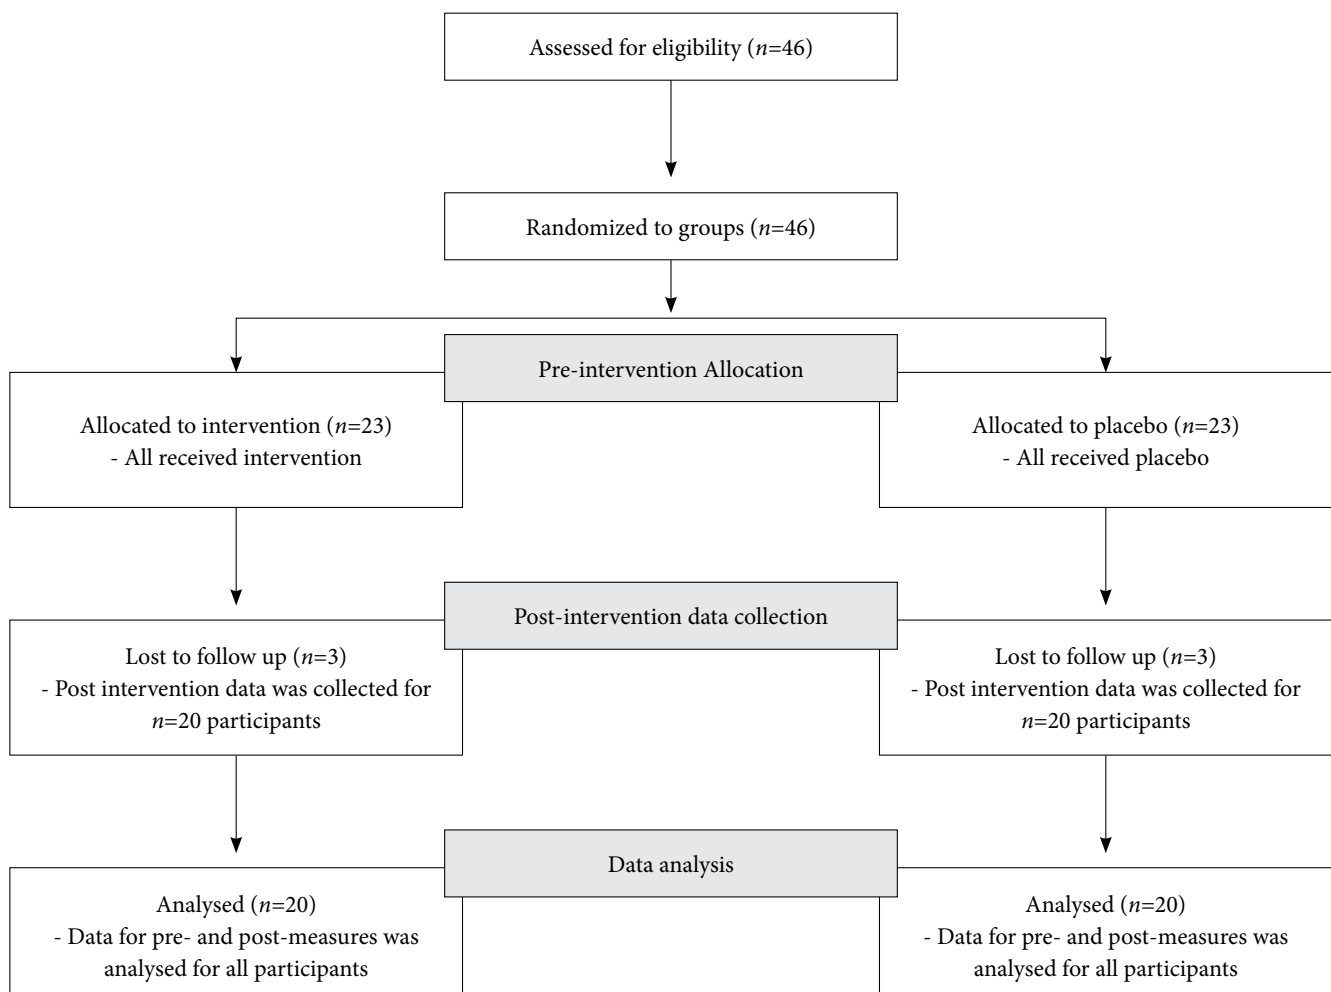 Assessed for eligibility (n=46)
Randomized to groups (n=46)
Pre-intervention Allocation
Allocated to intervention (n=23)
- All received intervention
Allocated to placebo (n=23)
- All received placebo
Post-intervention data collection
Lost to follow up (n=3)
- Post intervention data was collected for
n=20 participants
Lost to follow up (n=3)
- Post intervention data was collected for
n=20 participants
Data analysis
Analysed (n=20)
- Data for pre- and post-measures was
analysed for all participants
Analysed (n=20)
- Data for pre- and post-measures was
analysed for all participants